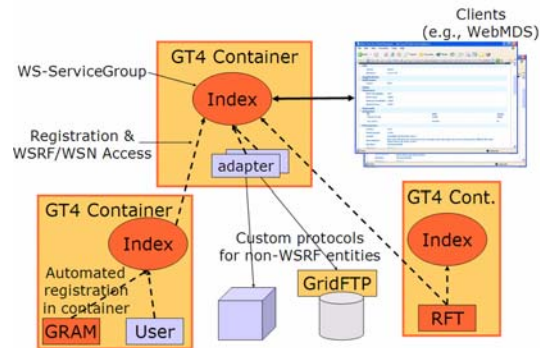 Clients
(e.g., WebMDS)
GT4 Container
WS-ServiceGroup
Index
Registration &
WSRF/WSN Access
adapter
GT4 Container
Index
Automated
registration
in container
GRAM
User
Custom protocols
for non-WSRF entities
GridFTP
GT4 Cont.
Index
RFT